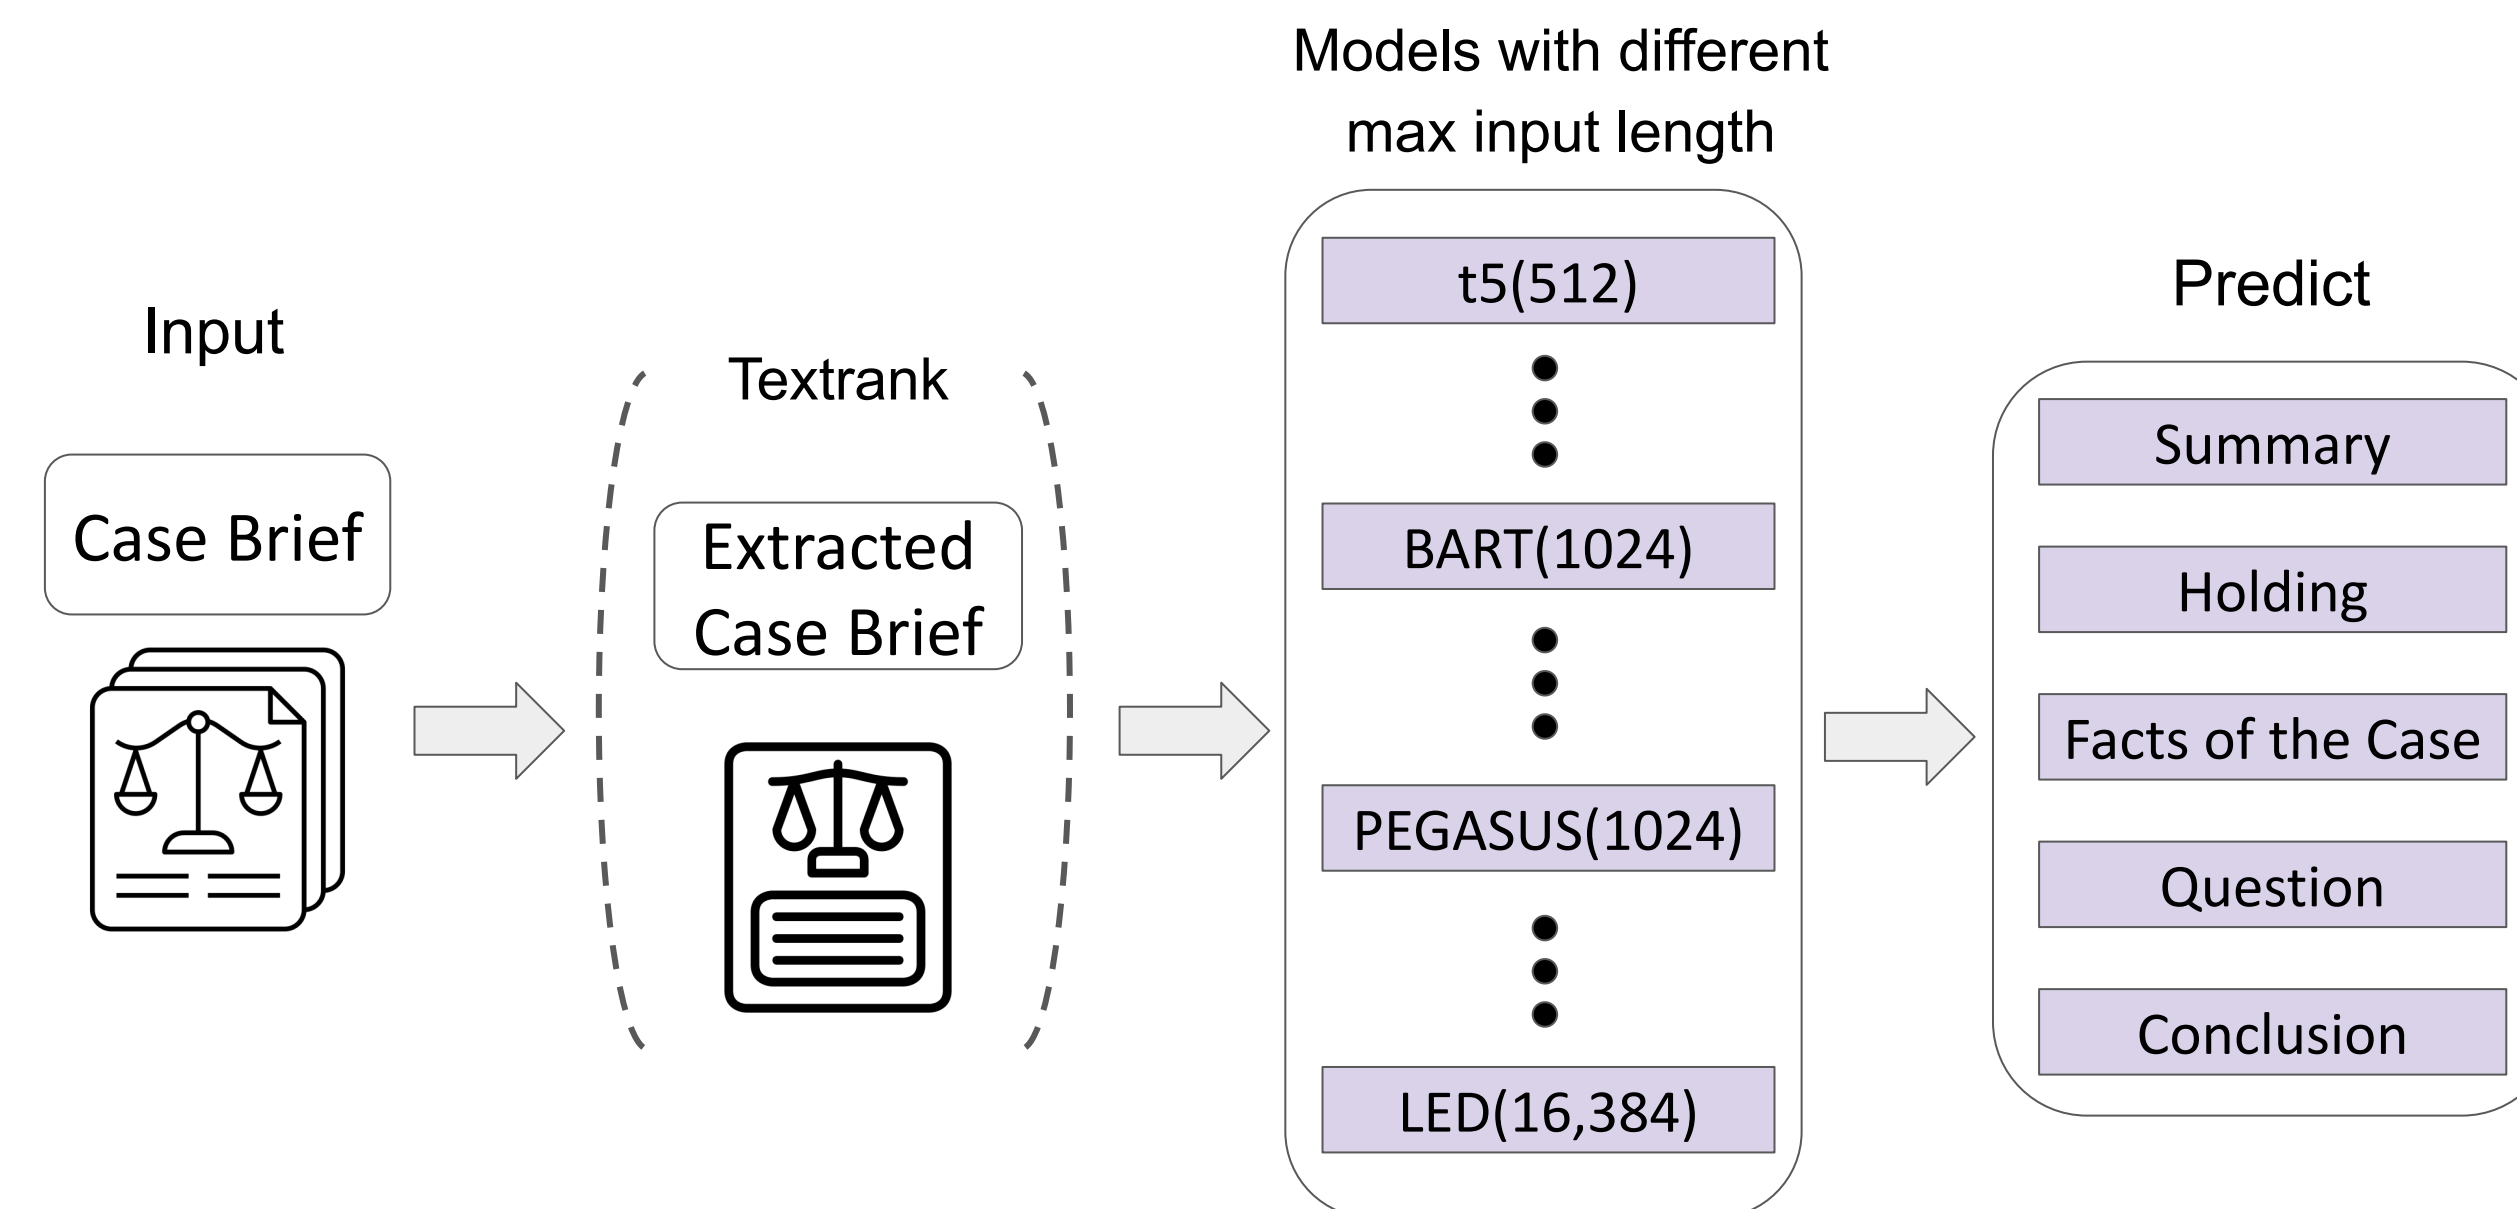 Input
Case Brief
Textrank
Extracted
Case Brief
Models with different
max input length
t5(512)
BART(1024)
PEGASUS(1024)
LED(16,384)
Predict
Summary
Holding
Facts of the Case
Question
Conclusion